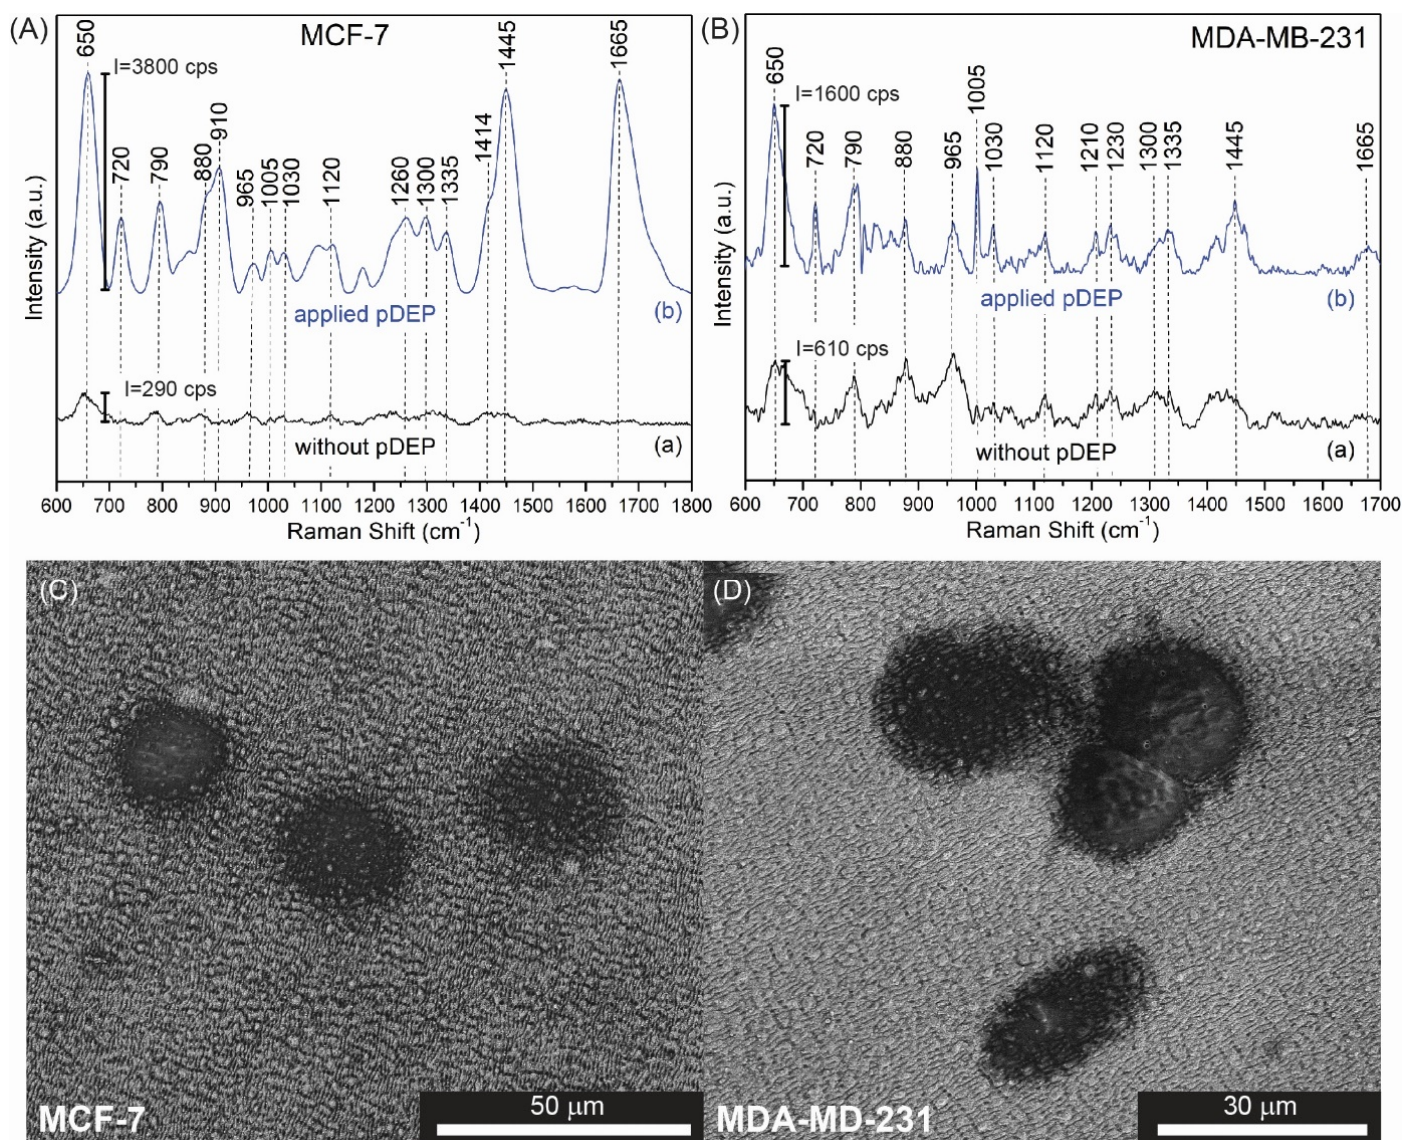 (A)
MCF-7
I=3800 cps
650
720
790
880
910
965
1005
1030
1120
1260
1300
1335
1414
1445
1665
applied pDEP
(b)
I=290 cps
without pDEP
(a)
Intensity (a.u.)
600 700 800 900 1000 1100 1200 1300 1400 1500 1600 1700 1800
Raman Shift (cm⁻¹)
(B)
MDA-MB-231
I=1600 cps
650
720
790
880
965
1005
1030
1120
1210
1230
1300
1335
1445
1665
applied pDEP
(b)
I=610 cps
without pDEP
(a)
Intensity (a.u.)
600 700 800 900 1000 1100 1200 1300 1400 1500 1600 1700
Raman Shift (cm⁻¹)
(C)
MCF-7
50 μm
(D)
MDA-MD-231
30 μm